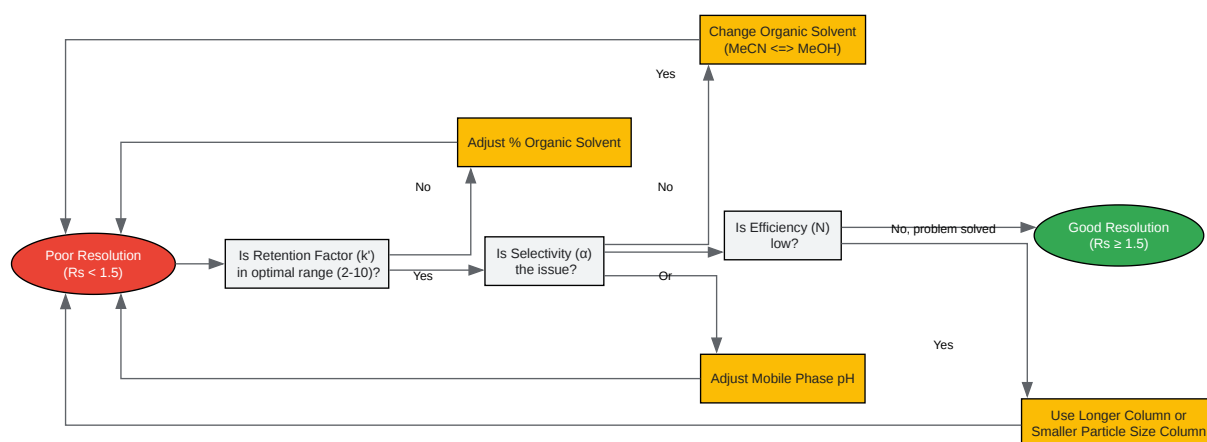 Change Organic Solvent
(MeCN <=> MeOH)
Yes
Adjust % Organic Solvent
No
No
Poor Resolution
(Rs < 1.5)
Is Retention Factor (k')
in optimal range (2-10)?
Yes
Is Selectivity (α)
the issue?
Or
Is Efficiency (N)
low?
No, problem solved
Good Resolution
(Rs ≥ 1.5)
Yes
Adjust Mobile Phase pH
Use Longer Column or
Smaller Particle Size Column